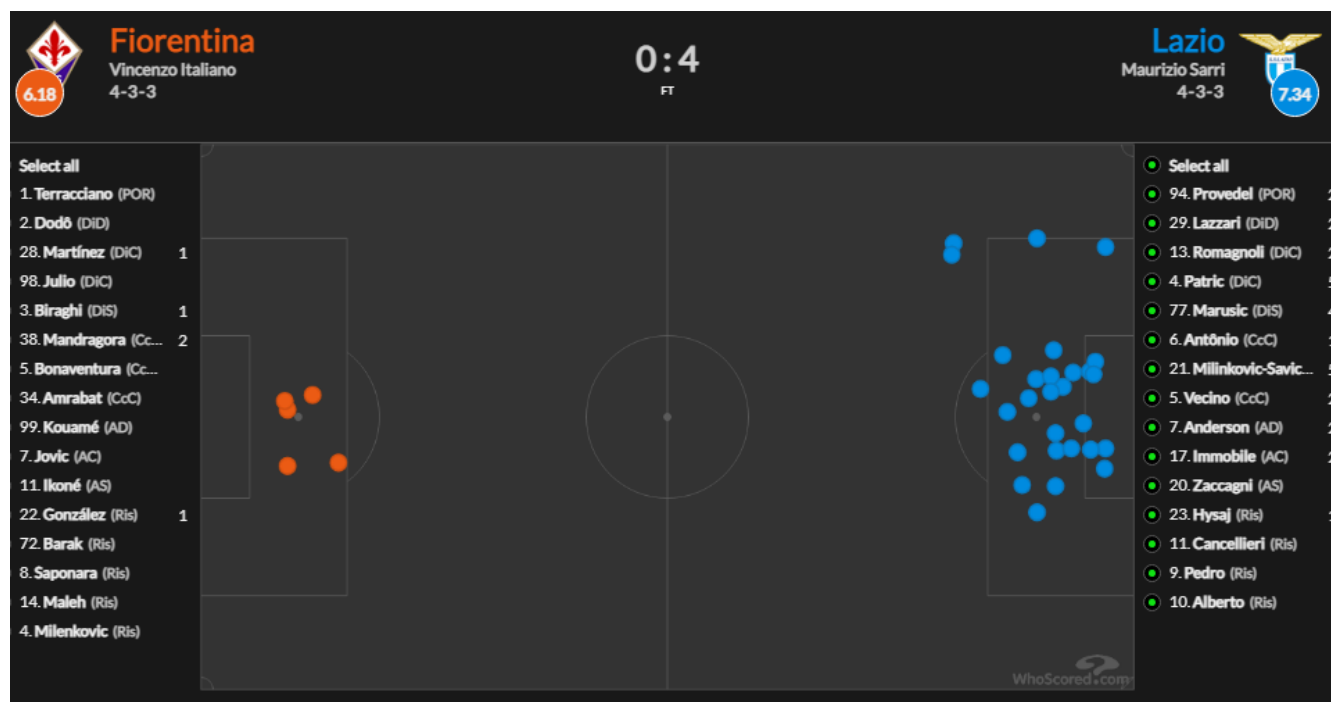 Fiorentina
Vincenzo Italiano
4-3-3
6.18
0 : 4
FT
Lazio
Maurizio Sarri
4-3-3
7.34
Select all
1. Terracciano (POR)
2. Dodô (DiD)
28. Martínez (DiC) 1
98. Julio (DiC)
3. Biraghi (DiS) 1
38. Mandragora (Cc... 2
5. Bonaventura (Cc...
34. Amrabat (CcC)
99. Kouamé (AD)
7. Jovic (AC)
11. Ikoné (AS)
22. González (Ris) 1
72. Barak (Ris)
8. Saponara (Ris)
14. Maleh (Ris)
4. Milenkovic (Ris)
Select all
94. Provedel (POR)
29. Lazzari (DiD)
13. Romagnoli (DiC)
4. Patric (DiC)
77. Marusic (DiS)
6. Antônio (CcC)
21. Milinkovic-Savic...
5. Vecino (CcC)
7. Anderson (AD)
17. Immobile (AC)
20. Zaccagni (AS)
23. Hysaj (Ris)
11. Cancellieri (Ris)
9. Pedro (Ris)
10. Alberto (Ris)
WhoScored.com